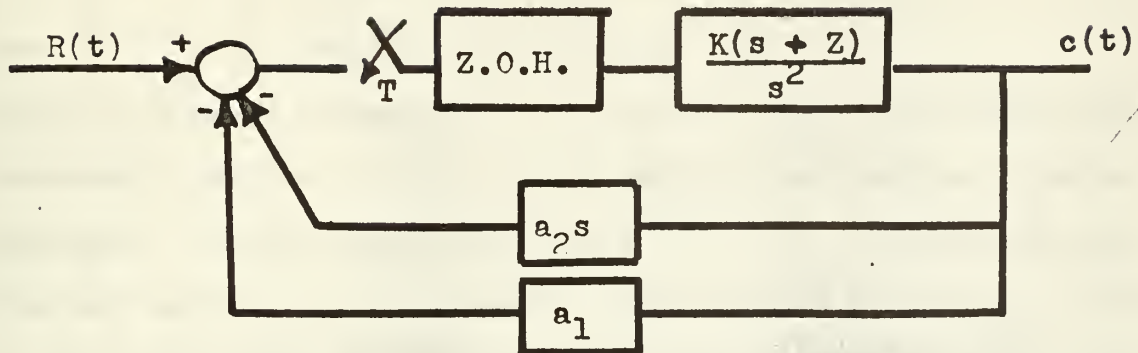 R(t)
+
-
-
T
Z.O.H.
K(s + Z)
s²
c(t)
a₂s
a₁